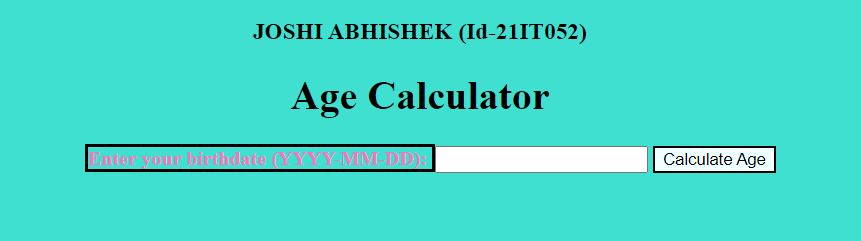 JOSHI ABHISHEK (Id-21IT052)
Age Calculator
Enter your birthdate (YYYY-MM-DD): Calculate Age